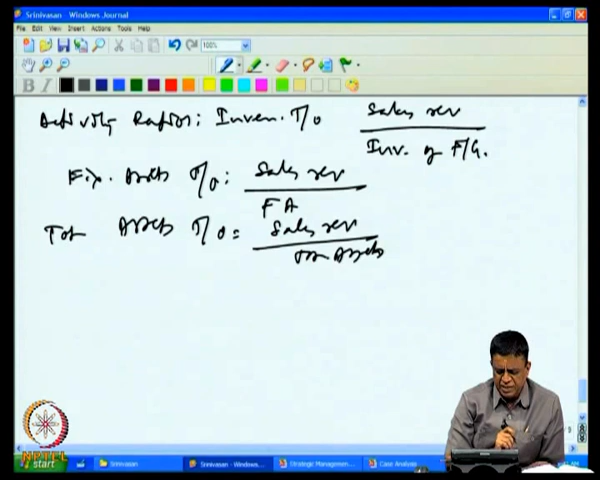 Srinivasan - Windows Journal
File Edit View Insert Actions Tools Help
100%
B I
Activity Ratios: Inven. T/o Sales rev
Inv. of F/G.
Fix. Assets T/o: Sales rev
FA
Tot Assets T/o = Sales rev
Tot Assets
NPTEL
start Srinivasan Srinivasan - Windows... Strategic Managemen... Case Analysis